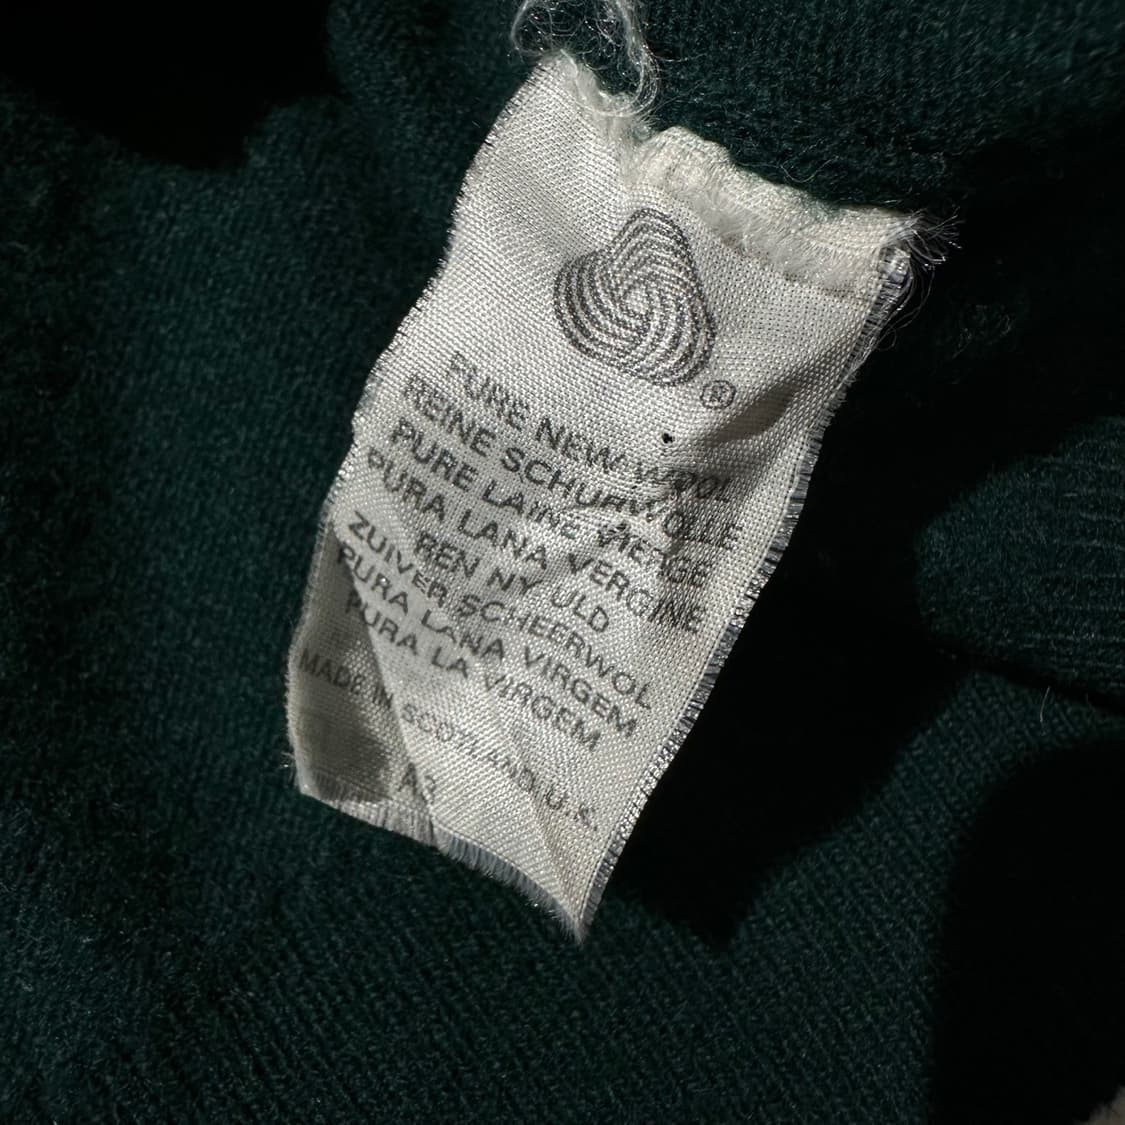 ®
PURE NEW WOOL
REINE SCHURWOLLE
PURE LAINE VIERGE
PURA LANA VERGINE
REN NY ULD
ZUIVER SCHEERWOL
PURA LANA VIRGEM
PURA LA VIRGEM
MADE IN SCOTLAND, U.K.